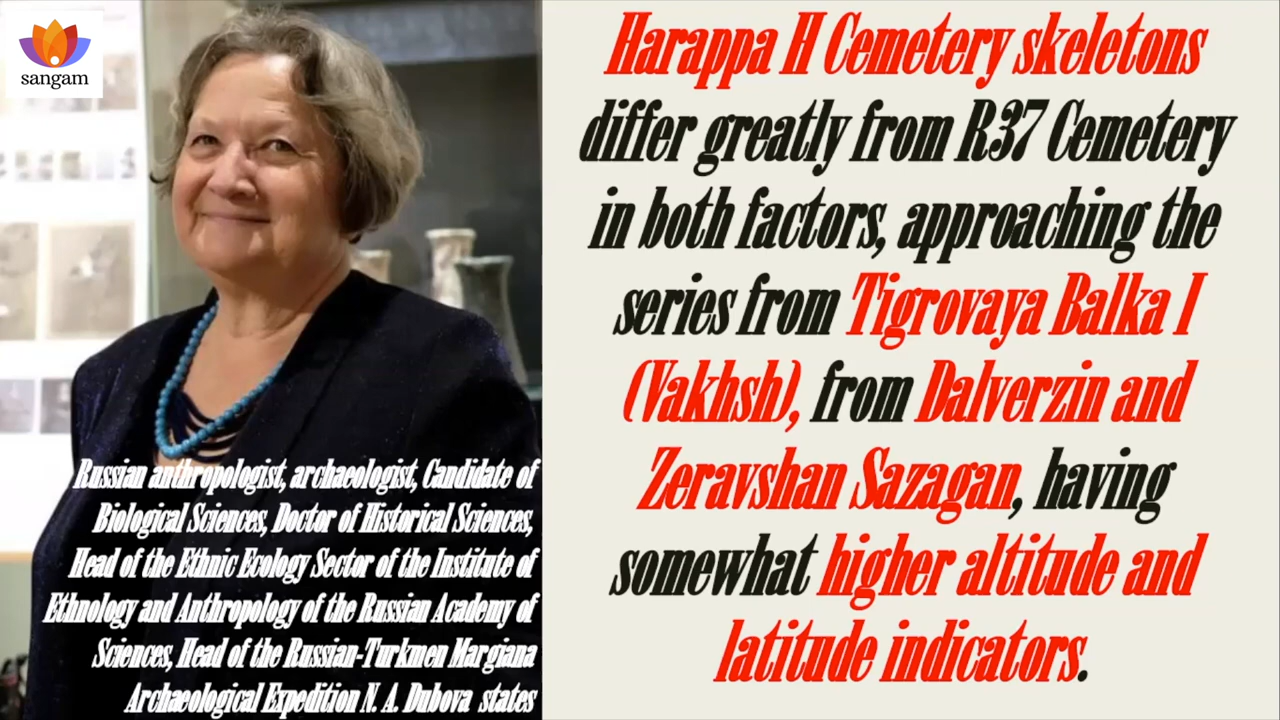 sangam
Russian anthropologist, archaeologist, Candidate of
Biological Sciences, Doctor of Historical Sciences,
Head of the Ethnic Ecology Sector of the Institute of
Ethnology and Anthropology of the Russian Academy of
Sciences, Head of the Russian-Turkmen Margiana
Archaeological Expedition N. A. Dubova states
Harappa H Cemetery skeletons
differ greatly from R37 Cemetery
in both factors, approaching the
series from Tigrovaya Balka I
(Vakhsh), from Dalverzin and
Zeravshan Sazagan, having
somewhat higher altitude and
latitude indicators.